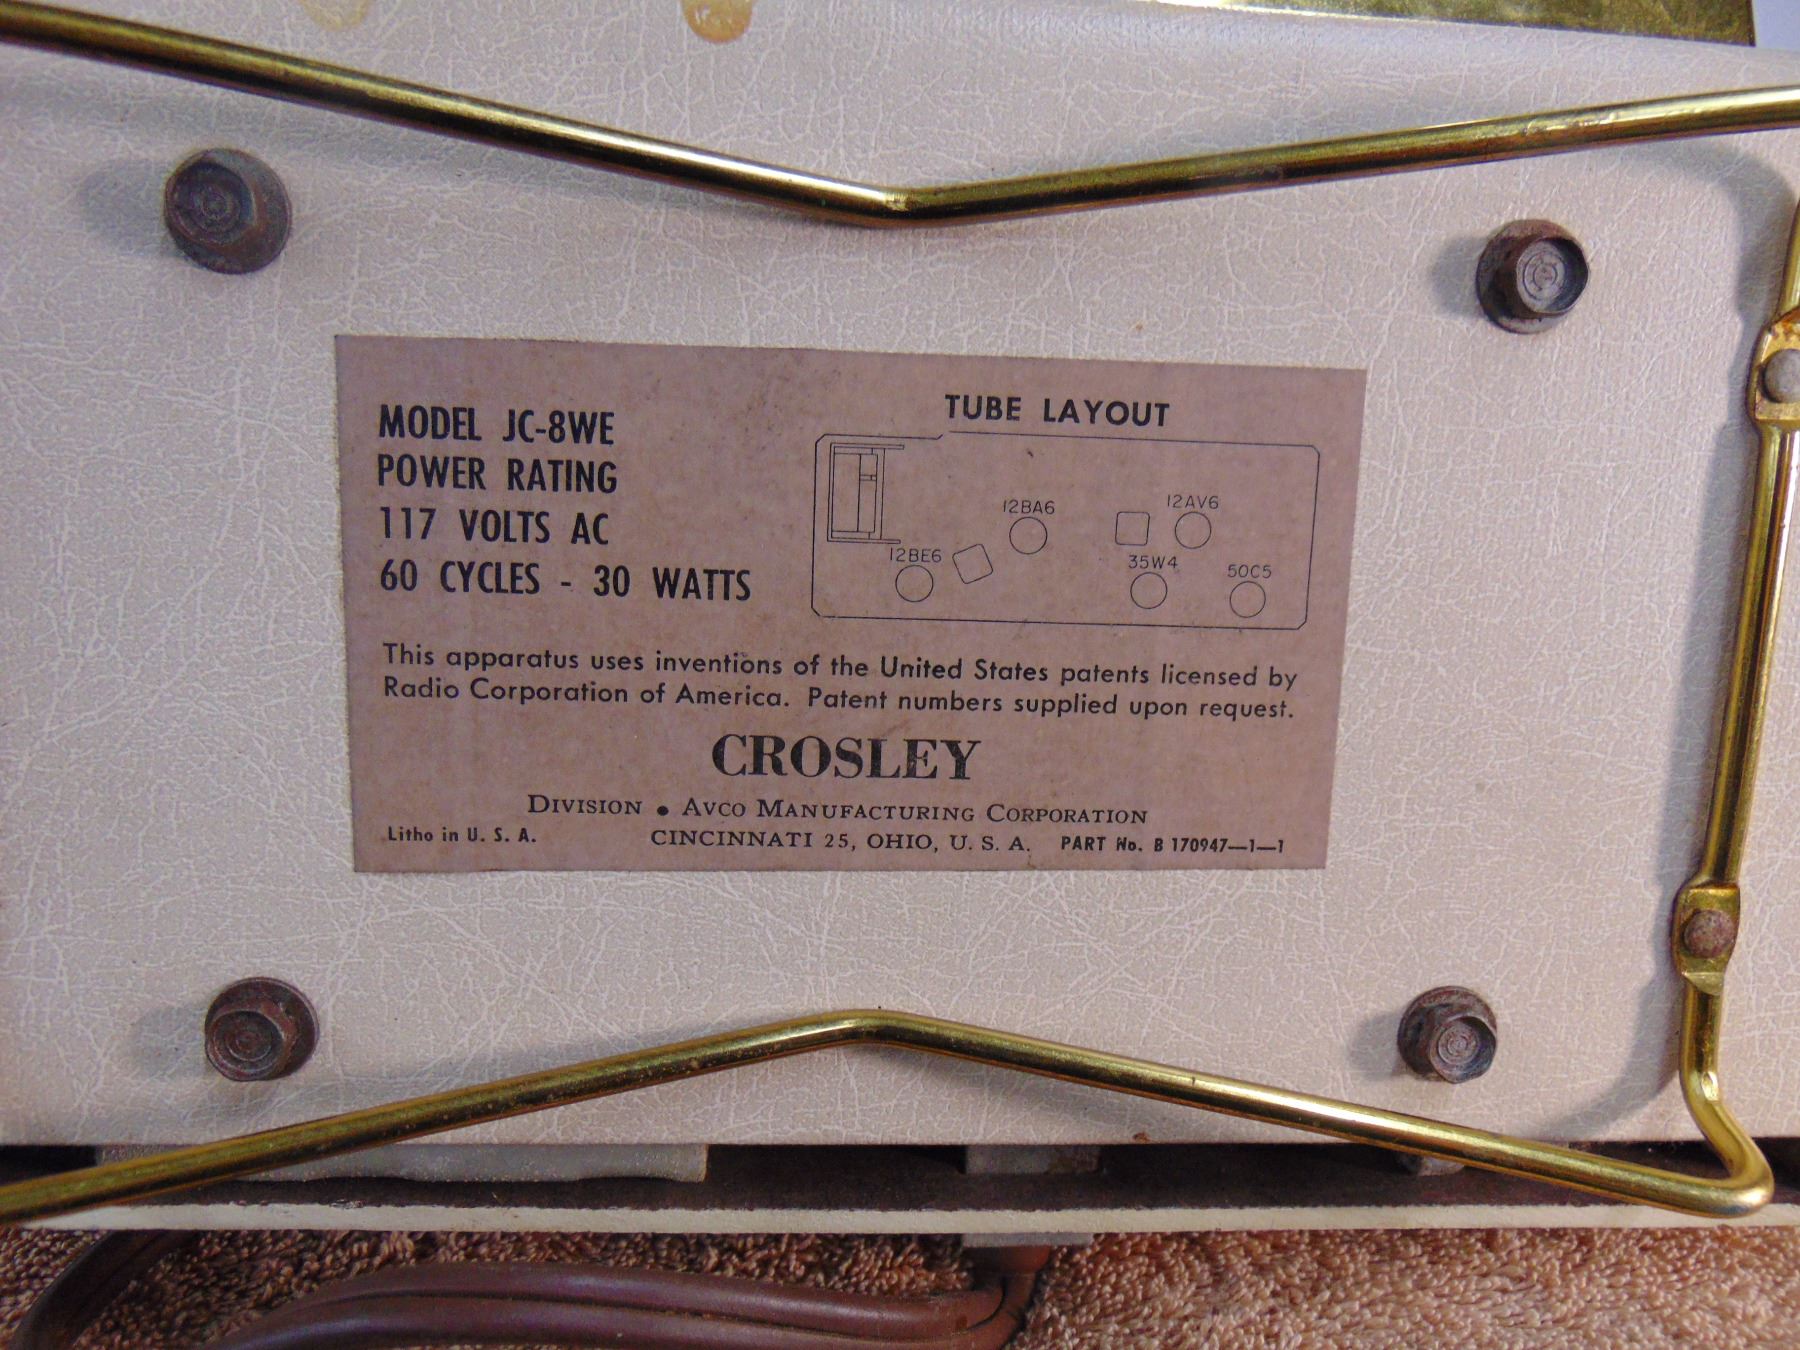 MODEL JC-8WE
POWER RATING
117 VOLTS AC
60 CYCLES - 30 WATTS
TUBE LAYOUT
12BA6
12AV6
12BE6
35W4
50C5
This apparatus uses inventions of the United States patents licensed by
Radio Corporation of America. Patent numbers supplied upon request.
CROSLEY
DIVISION • AVCO MANUFACTURING CORPORATION
Litho in U. S. A. CINCINNATI 25, OHIO, U. S. A. PART No. B 170947—1—1